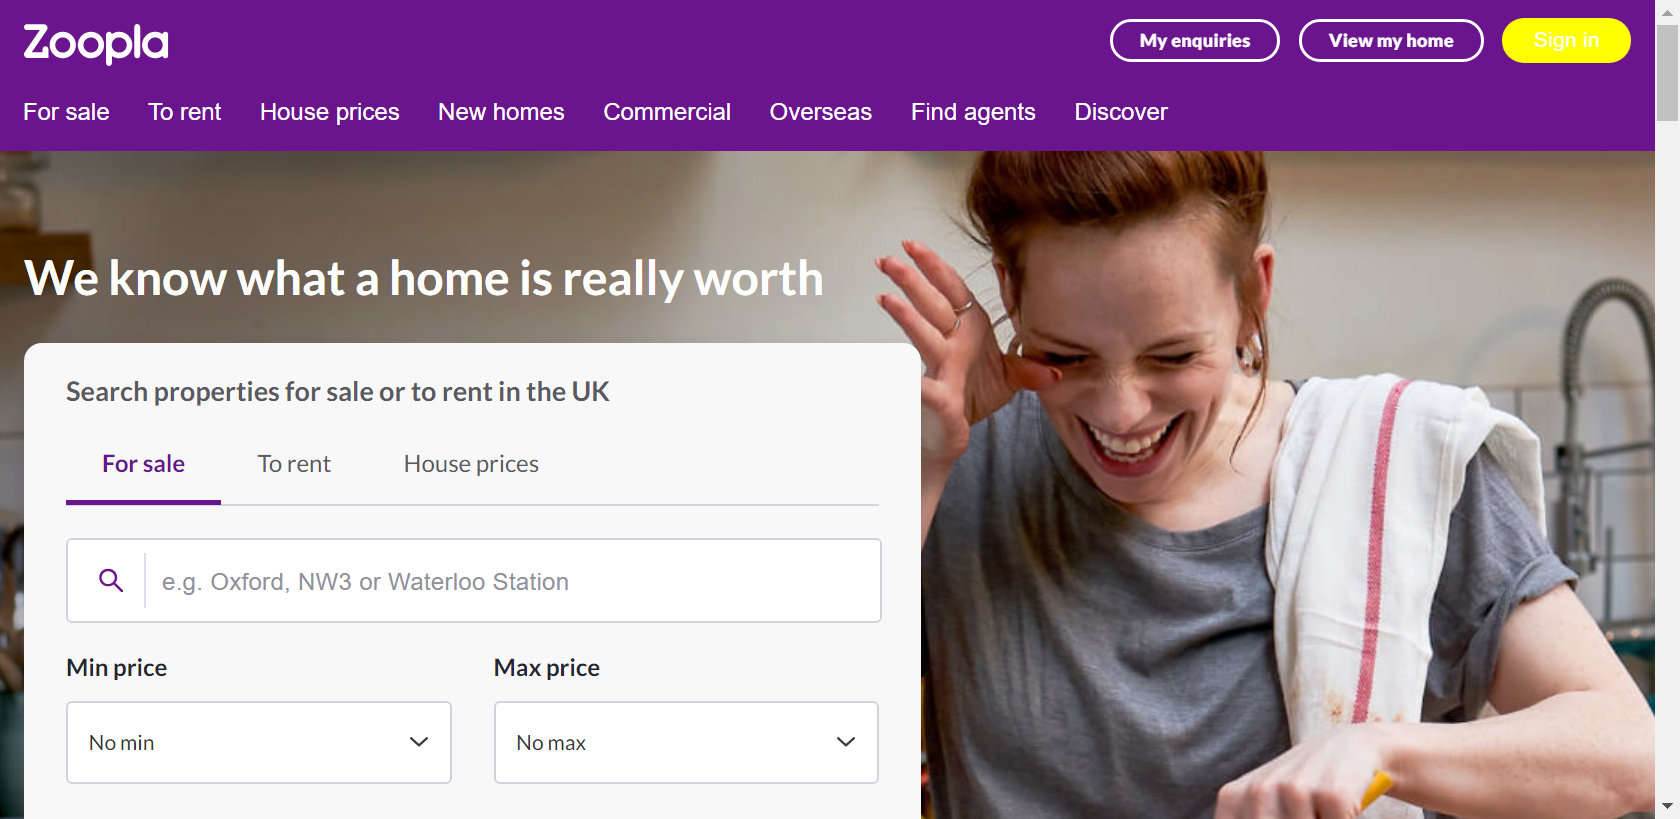 Zoopla
My enquiries
View my home
Sign in
For sale
To rent
House prices
New homes
Commercial
Overseas
Find agents
Discover
We know what a home is really worth
Search properties for sale or to rent in the UK
For sale
To rent
House prices
e.g. Oxford, NW3 or Waterloo Station
Min price
Max price
No min
No max